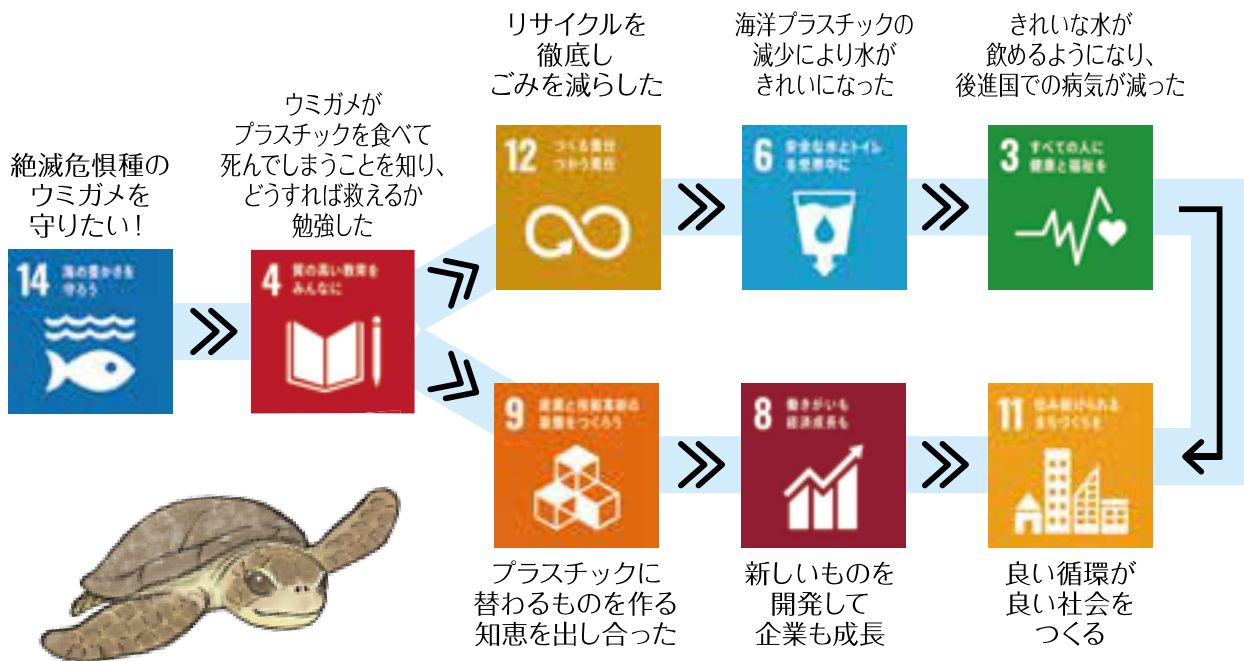 絶滅危惧種の
ウミガメを
守りたい！
14 海の豊かさを
守ろう
ウミガメが
プラスチックを食べて
死んでしまうことを知り、
どうすれば救えるか
勉強した
4 質の高い教育を
みんなに
リサイクルを
徹底し
ごみを減らした
12 つくる責任
つかう責任
海洋プラスチックの
減少により水が
きれいになった
6 安全な水とトイレ
を世界中に
きれいな水が
飲めるようになり、
後進国での病気が減った
3 すべての人に
健康と福祉を
9 産業と技術革新の
基盤をつくろう
プラスチックに
替わるものを作る
知恵を出し合った
8 働きがいも
経済成長も
新しいものを
開発して
企業も成長
11 住み続けられる
まちづくりを
良い循環が
良い社会を
つくる